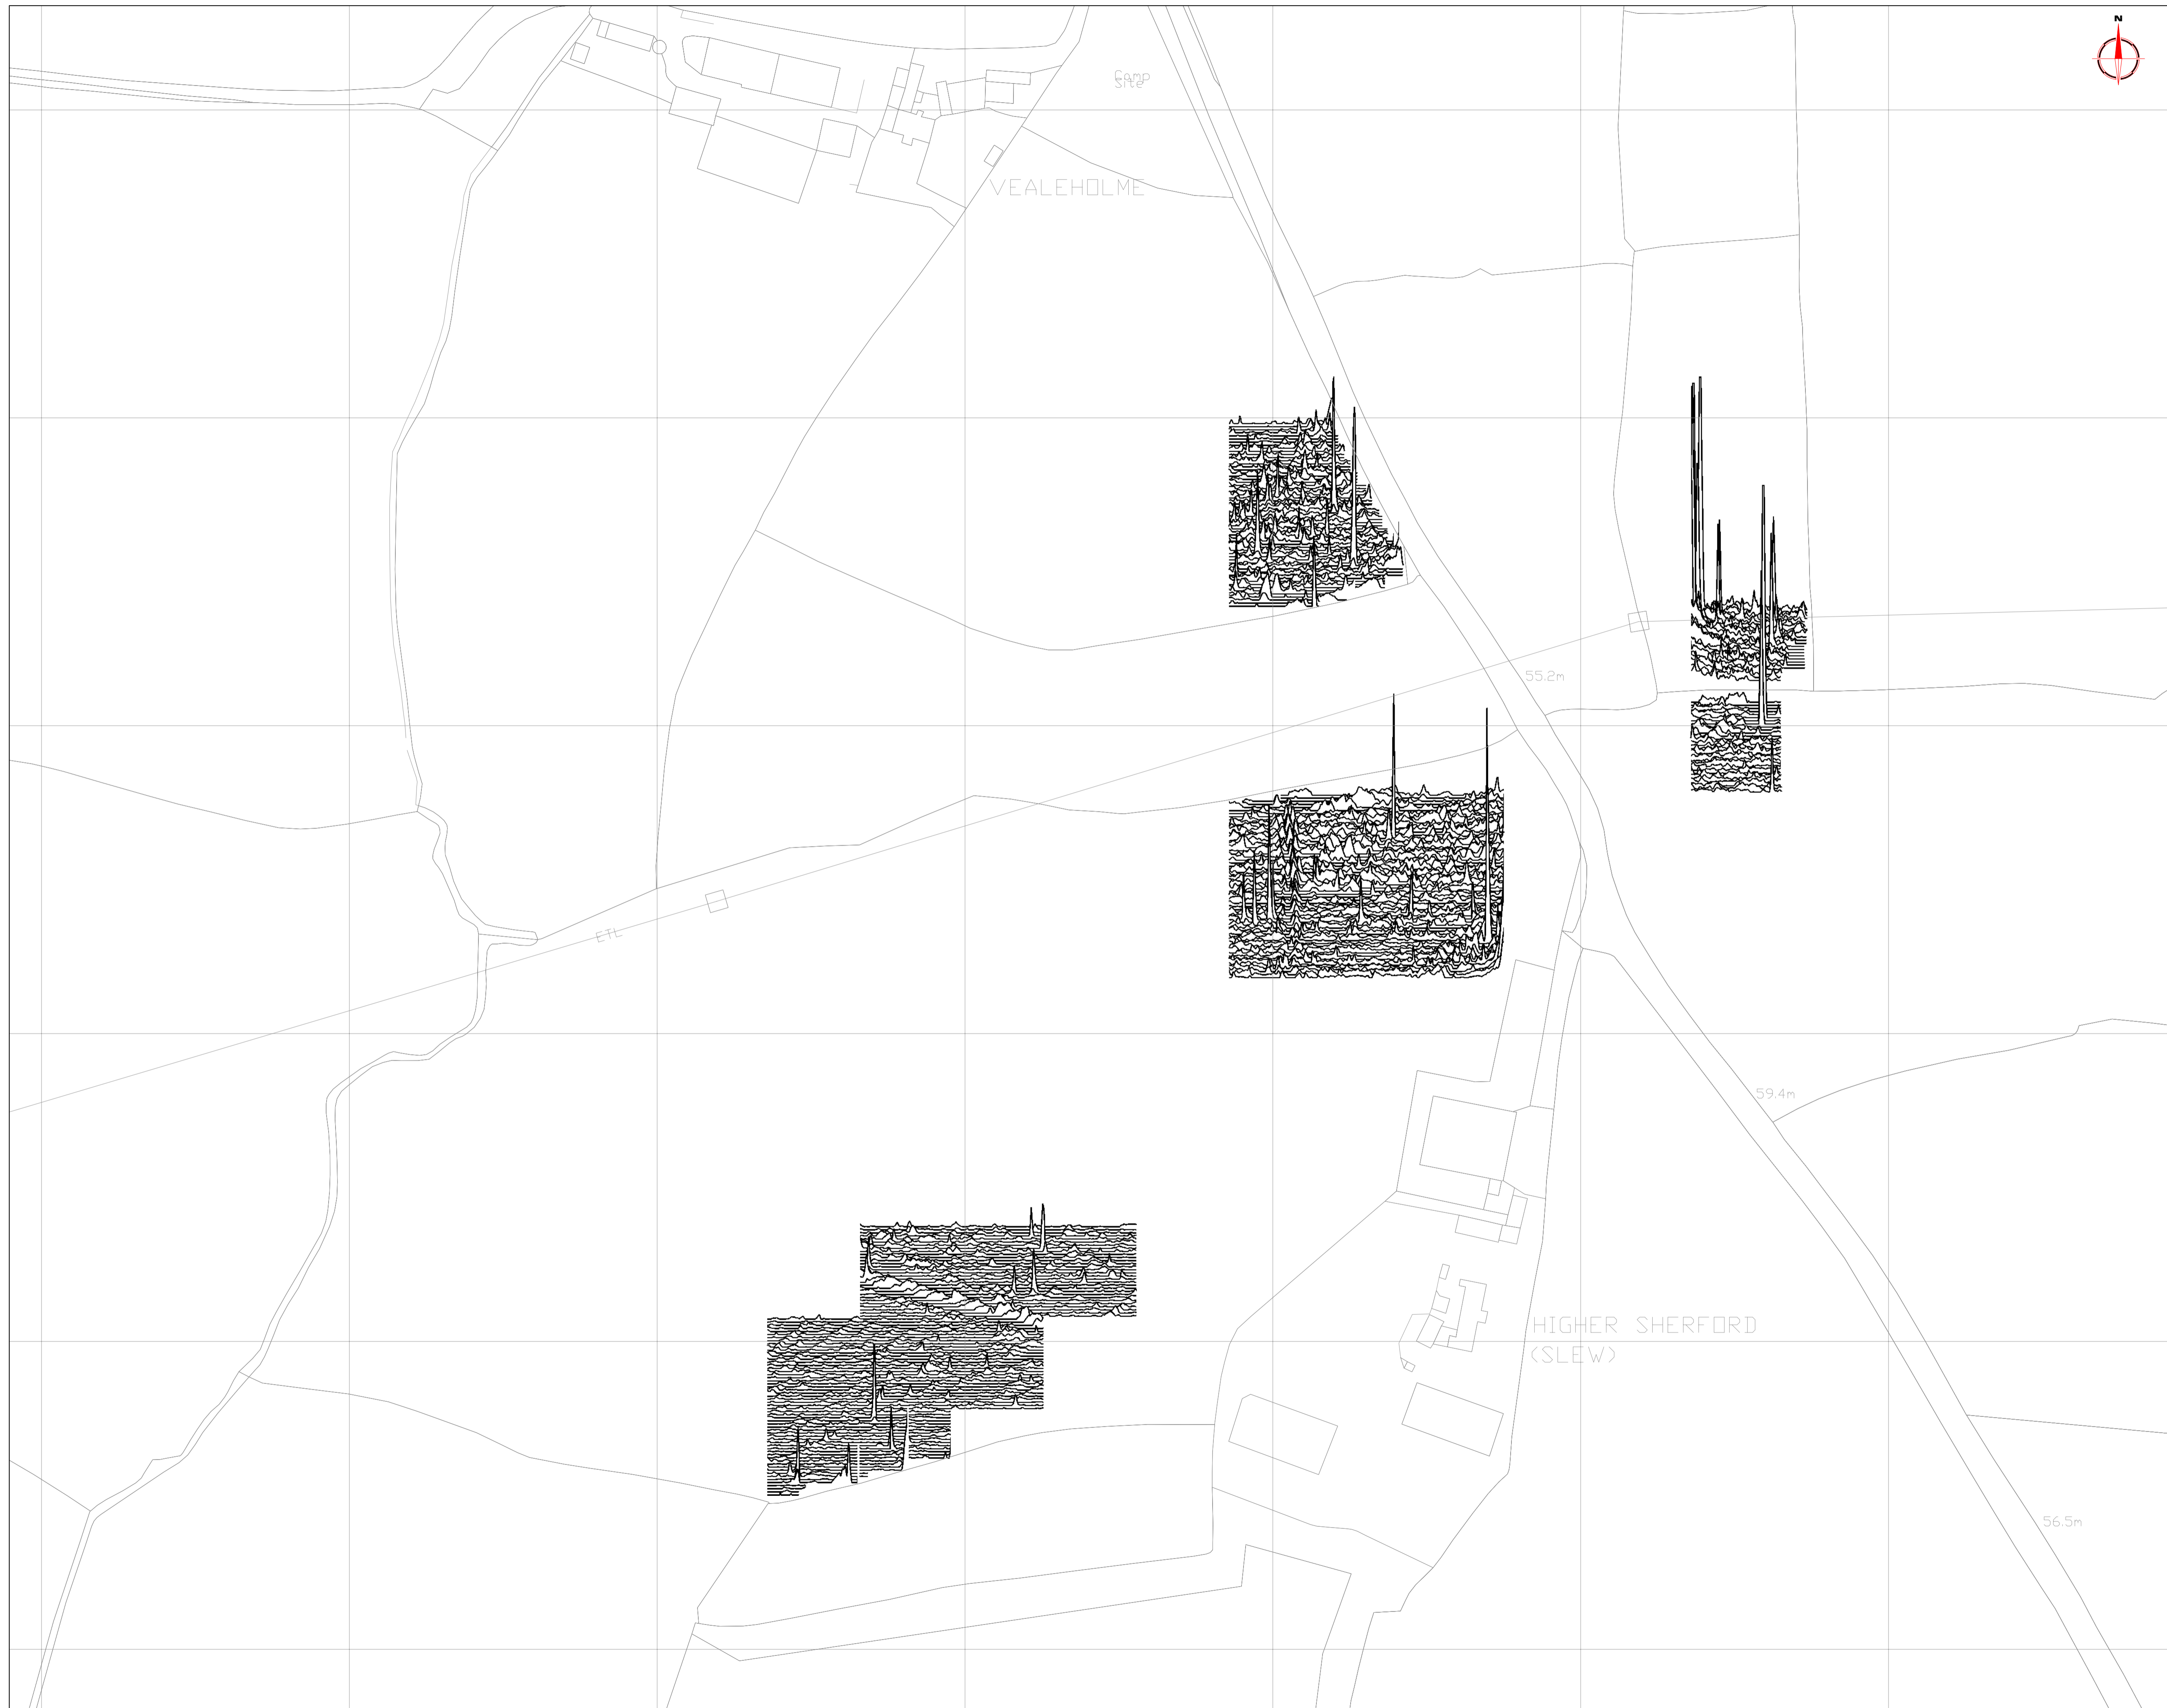 N
Camp
Site
VEALEHOLME
55.2m
ETL
59.4m
HIGHER SHERFORD
(SLEW)
56.5m